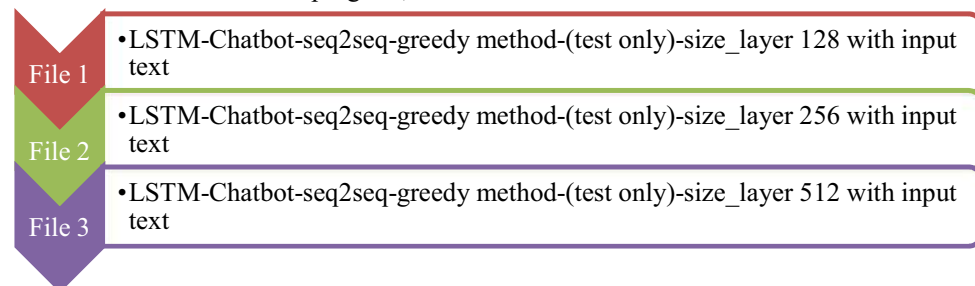 File 1
•LSTM-Chatbot-seq2seq-greedy method-(test only)-size_layer 128 with input
text
File 2
•LSTM-Chatbot-seq2seq-greedy method-(test only)-size_layer 256 with input
text
File 3
•LSTM-Chatbot-seq2seq-greedy method-(test only)-size_layer 512 with input
text